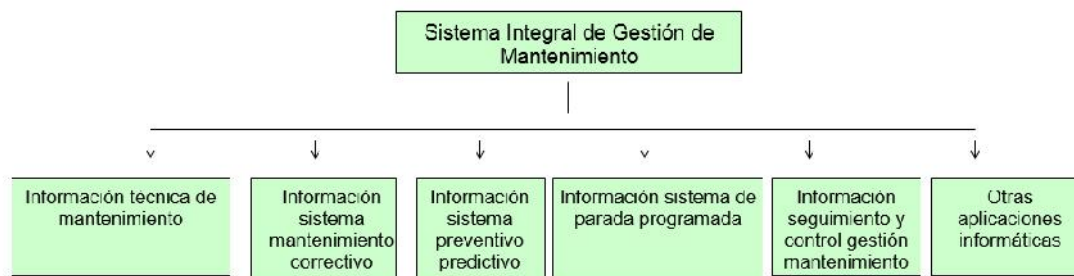 Sistema Integral de Gestión de
Mantenimiento
Información técnica de
mantenimiento
Información
sistema
mantenimiento
correctivo
Información
sistema
preventivo
predictivo
Información sistema de
parada programada
Información
seguimiento y
control gestión
mantenimiento
Otras
aplicaciones
informáticas